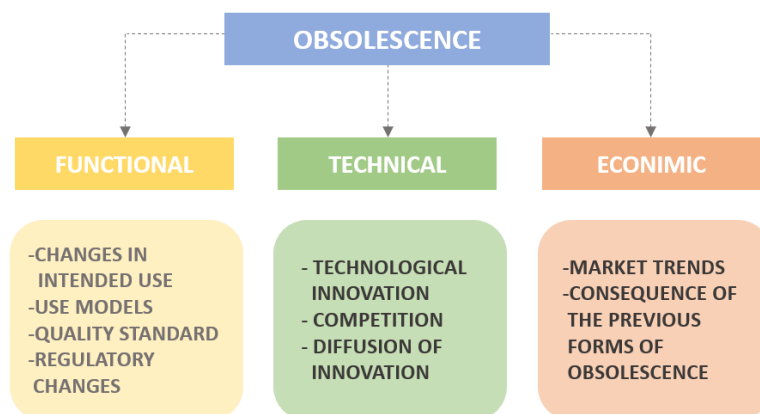 OBSOLESCENCE
FUNCTIONAL
TECHNICAL
ECONIMIC
-CHANGES IN
INTENDED USE
-USE MODELS
-QUALITY STANDARD
-REGULATORY
CHANGES
- TECHNOLOGICAL
INNOVATION
- COMPETITION
- DIFFUSION OF
INNOVATION
-MARKET TRENDS
-CONSEQUENCE OF
THE PREVIOUS
FORMS OF
OBSOLESCENCE